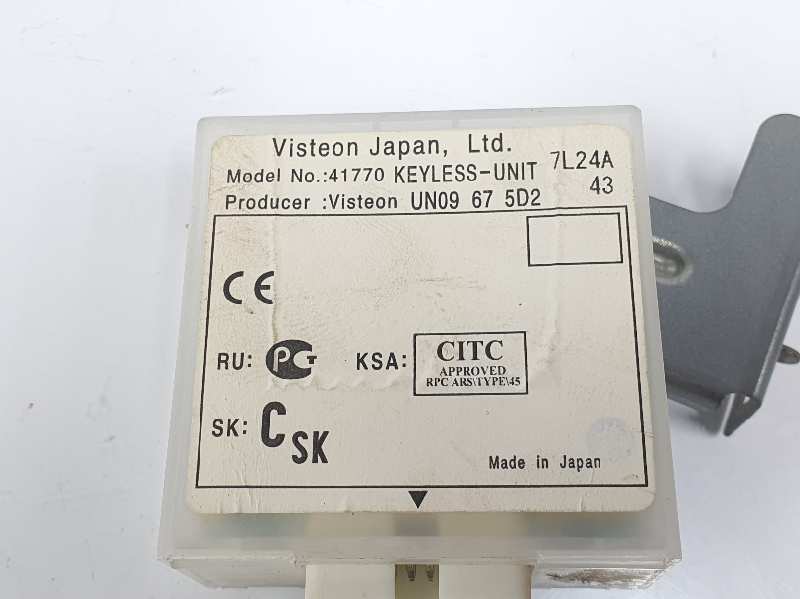 Visteon Japan, Ltd.
Model No.:41770 KEYLESS-UNIT 7L24A
Producer :Visteon UN09 67 5D2 43
CE
RU: PCT KSA: CITC
APPROVED
RPC ARS\TYPE\45
SK: CSK
Made in Japan